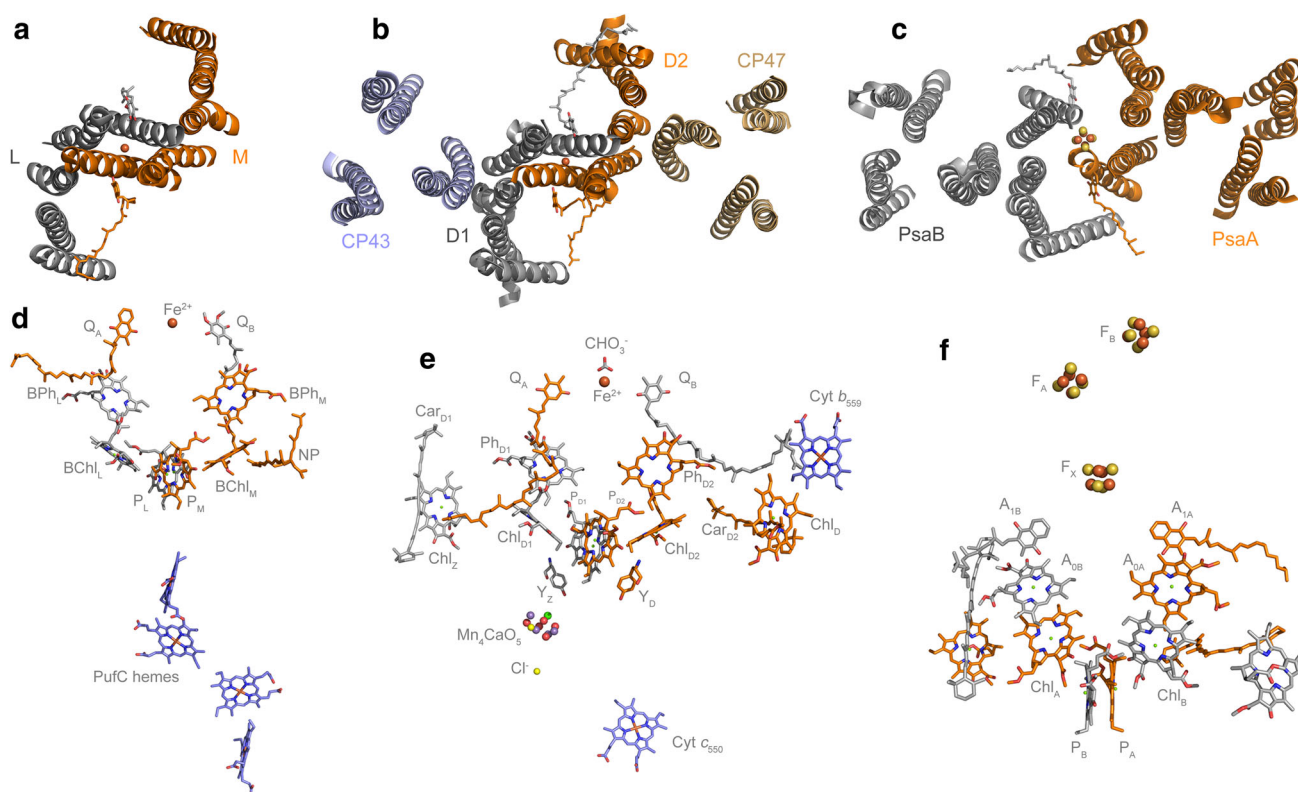 a
L
M
b
D2
CP47
CP43
D1
c
PsaB
PsaA
d
Fe²⁺
Q_A
Q_B
BPh_L
BPh_M
BChl_L
NP
BChl_M
P_L
P_M
PufC hemes
e
CHO₃⁻
Q_A
Fe²⁺
Q_B
Cyt b₅₅₉
Car_D1
Ph_D1
Ph_D2
P_D1
P_D2
Car_D2
Chl_D
Chl_Z
Chl_D1
Chl_D2
Y_Z
Y_D
Mn₄CaO₅
Cl⁻
Cyt c₅₅₀
f
F_B
F_A
F_X
A_1B
A_1A
A_0B
A_0A
Chl_A
Chl_B
P_B
P_A